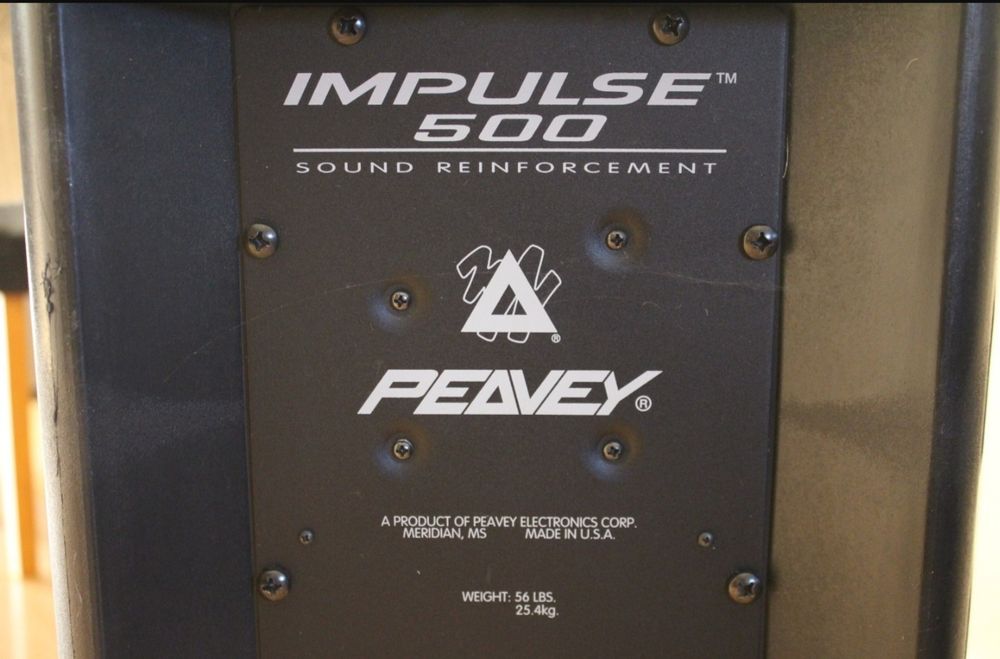 IMPULSE™
500
SOUND REINFORCEMENT
®
PEAVEY®
A PRODUCT OF PEAVEY ELECTRONICS CORP.
MERIDIAN, MS MADE IN U.S.A.
WEIGHT: 56 LBS.
25.4kg.